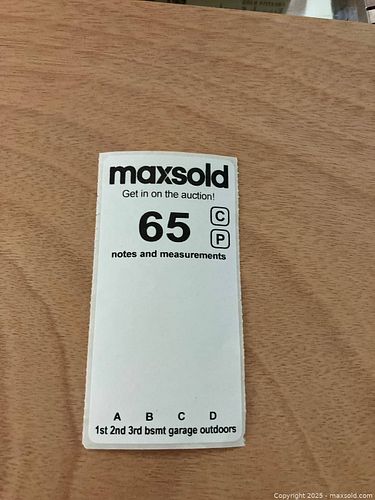 maxsold
Get in on the auction!
65
C
P
notes and measurements
A B C D
1st 2nd 3rd bsmt garage outdoors
Copyright 2025 - maxsold.com